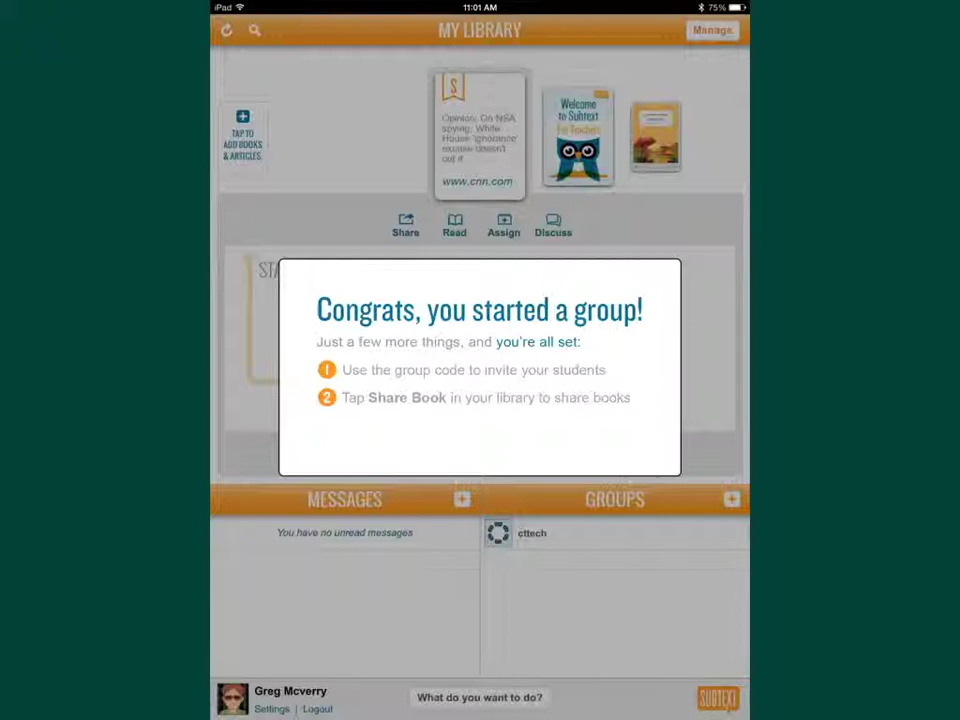 iPad
11:01 AM
75%
MY LIBRARY
Manage
TAP TO
ADD BOOKS
& ARTICLES.
S
Opinion: On NSA
spying, White
House 'ignorance'
excuse doesn't
cut it
www.cnn.com
Welcome
to Subtext
For Teachers
Share
Read
Assign
Discuss
STA
Congrats, you started a group!
Just a few more things, and you're all set:
1 Use the group code to invite your students
2 Tap Share Book in your library to share books
MESSAGES
GROUPS
You have no unread messages
cttech
Greg Mcverry
Settings | Logout
What do you want to do?
SUBTEXT